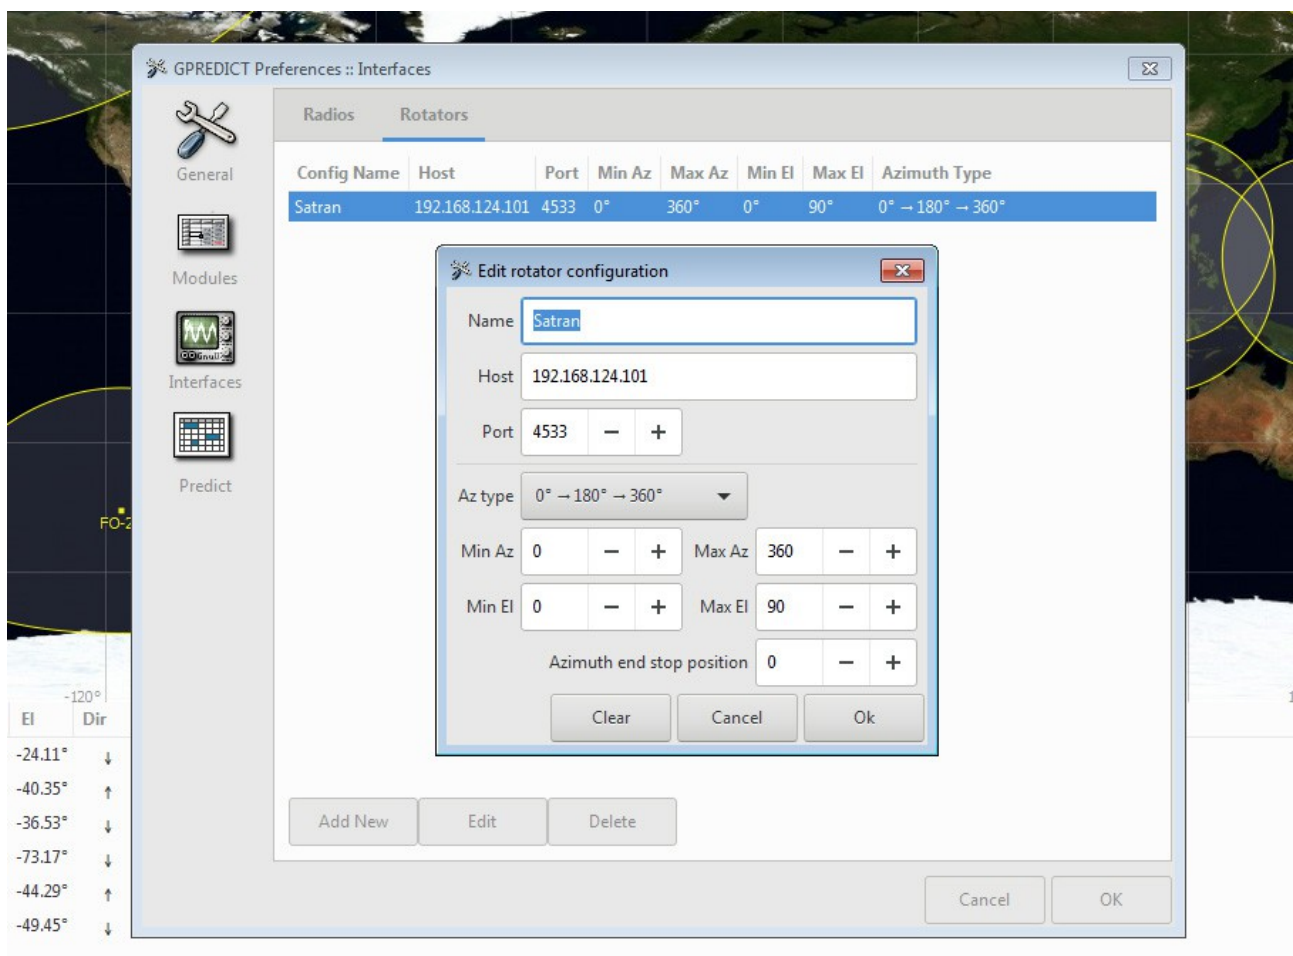 GPREDICT Preferences :: Interfaces
Radios Rotators
General
Config Name Host Port Min Az Max Az Min El Max El Azimuth Type
Satran 192.168.124.101 4533 0° 360° 0° 90° 0° → 180° → 360°
Modules
Interfaces
Predict
Edit rotator configuration
Name Satran
Host 192.168.124.101
Port 4533 − +
Az type 0° → 180° → 360°
Min Az 0 − + Max Az 360 − +
Min El 0 − + Max El 90 − +
Azimuth end stop position 0 − +
Clear Cancel Ok
Add New Edit Delete
Cancel OK
-120°
El Dir
-24.11° ↓
-40.35° ↑
-36.53° ↓
-73.17° ↓
-44.29° ↑
-49.45° ↓